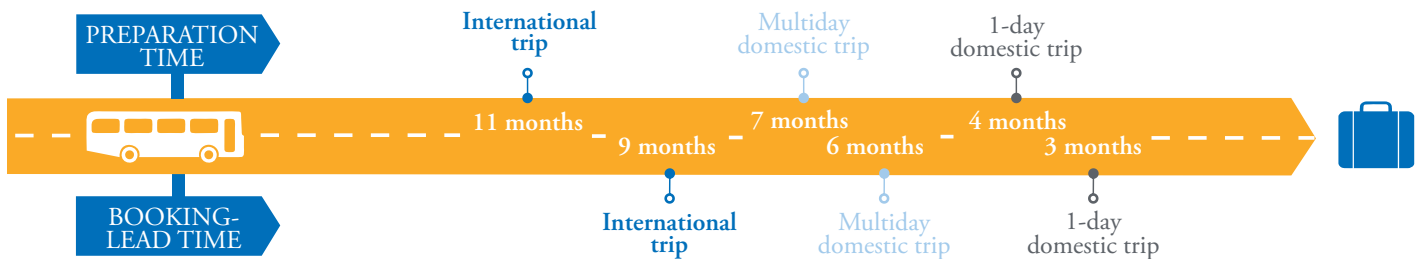 PREPARATION
TIME
International
trip
Multiday
domestic trip
1-day
domestic trip
11 months
7 months
4 months
9 months
6 months
3 months
BOOKING-
LEAD TIME
International
trip
Multiday
domestic trip
1-day
domestic trip